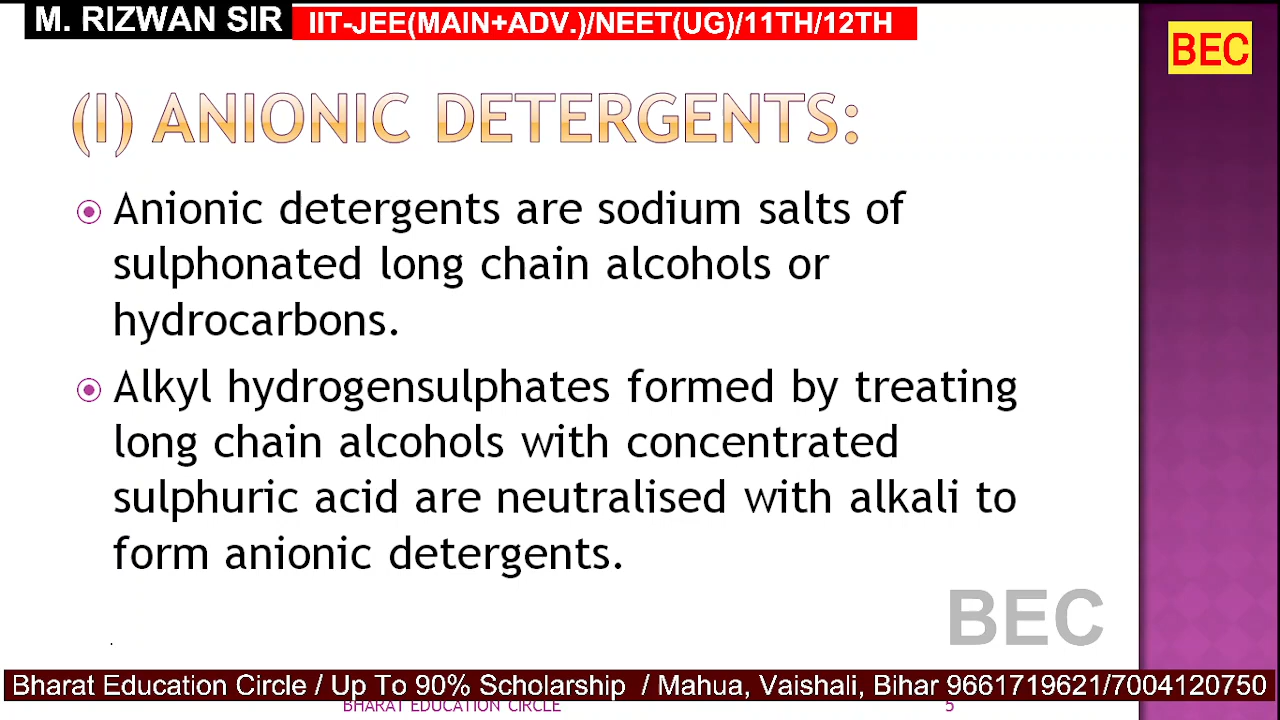 M. RIZWAN SIR IIT-JEE(MAIN+ADV.)/NEET(UG)/11TH/12TH
BEC
(I) ANIONIC DETERGENTS:
Anionic detergents are sodium salts of
sulphonated long chain alcohols or
hydrocarbons.
Alkyl hydrogensulphates formed by treating
long chain alcohols with concentrated
sulphuric acid are neutralised with alkali to
form anionic detergents.
BEC
.
Bharat Education Circle / Up To 90% Scholarship / Mahua, Vaishali, Bihar 9661719621/7004120750
BHARAT EDUCATION CIRCLE 5